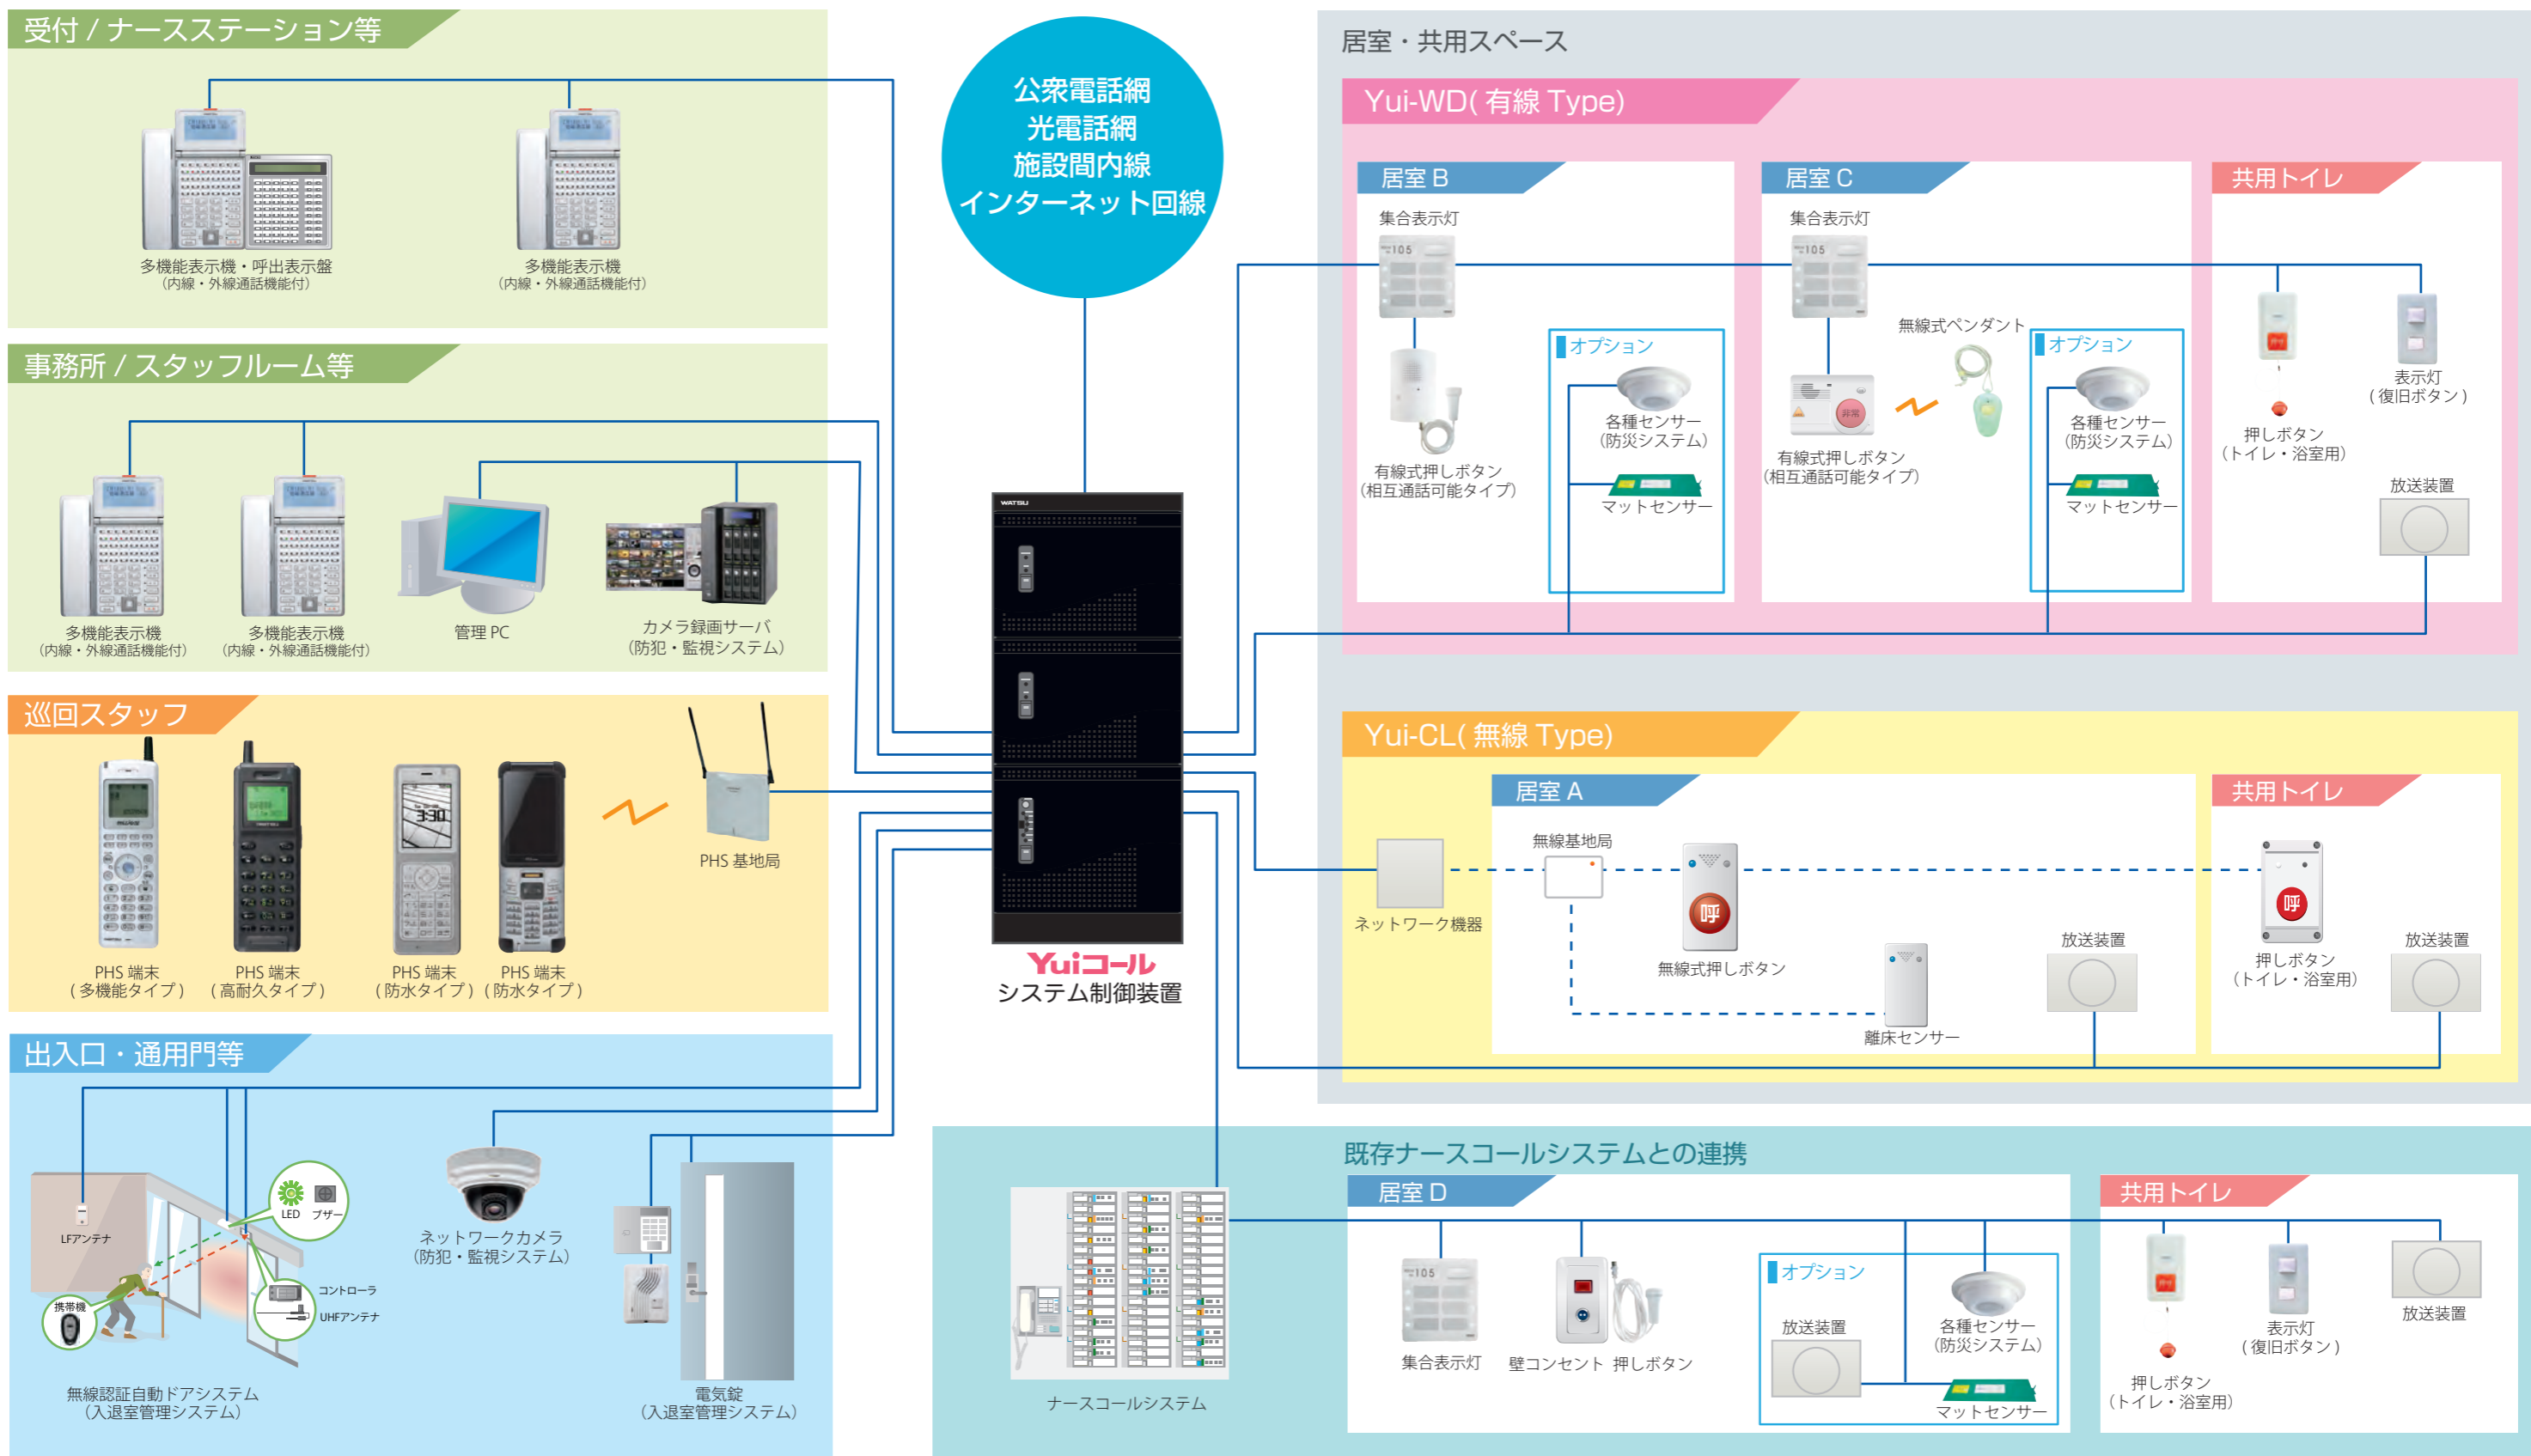 受付 / ナースステーション等
多機能表示機・呼出表示盤
（内線・外線通話機能付）
多機能表示機
（内線・外線通話機能付）
事務所 / スタッフルーム等
多機能表示機
（内線・外線通話機能付）
多機能表示機
（内線・外線通話機能付）
管理 PC
カメラ録画サーバ
（防犯・監視システム）
巡回スタッフ
3:30
PHS 端末
( 多機能タイプ )
PHS 端末
( 高耐久タイプ )
PHS 端末
( 防水タイプ )
PHS 端末
( 防水タイプ )
PHS 基地局
出入口・通用門等
LFアンテナ
LED
ブザー
コントローラ
UHFアンテナ
携帯機
無線認証自動ドアシステム
（入退室管理システム）
ネットワークカメラ
（防犯・監視システム）
電気錠
（入退室管理システム）
公衆電話網
光電話網
施設間内線
インターネット回線
WATSU
Yuiコール
システム制御装置
居室・共用スペース
Yui-WD( 有線 Type)
居室 B
集合表示灯
105
有線式押しボタン
（相互通話可能タイプ）
オプション
各種センサー
（防災システム）
マットセンサー
居室 C
集合表示灯
105
無線式ペンダント
非常
有線式押しボタン
（相互通話可能タイプ）
オプション
各種センサー
（防災システム）
マットセンサー
共用トイレ
押しボタン
（トイレ・浴室用）
表示灯
( 復旧ボタン )
放送装置
Yui-CL( 無線 Type)
ネットワーク機器
居室 A
無線基地局
呼
無線式押しボタン
離床センサー
放送装置
共用トイレ
呼
押しボタン
（トイレ・浴室用）
放送装置
既存ナースコールシステムとの連携
ナースコールシステム
居室 D
105
集合表示灯
壁コンセント 押しボタン
オプション
放送装置
各種センサー
（防災システム）
マットセンサー
共用トイレ
押しボタン
（トイレ・浴室用）
表示灯
( 復旧ボタン )
放送装置